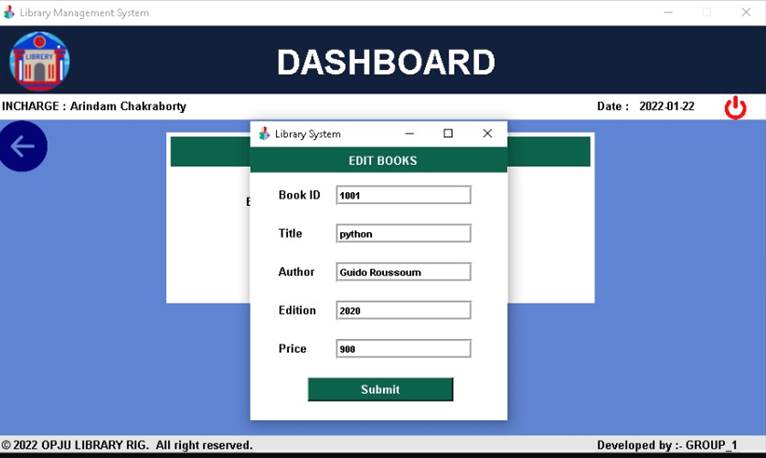 Library Management System
LIBRERY
DASHBOARD
INCHARGE : Arindam Chakraborty
Date : 2022-01-22
Library System
EDIT BOOKS
Book ID 1001
Title python
Author Guido Roussoum
Edition 2020
Price 900
Submit
© 2022 OPJU LIBRARY RIG. All right reserved.
Developed by :- GROUP_1